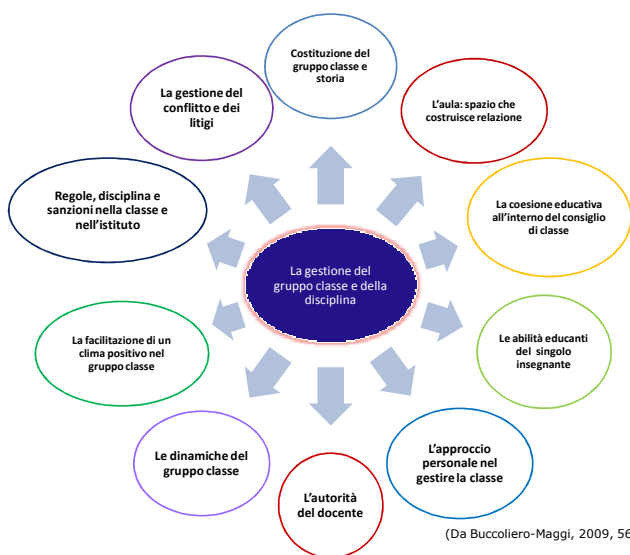 Costituzione del
gruppo classe e
storia
L'aula: spazio che
costruisce relazione
La coesione educativa
all'interno del consiglio
di classe
Le abilità educanti
del singolo
insegnante
L'approccio
personale nel
gestire la classe
L'autorità
del docente
Le dinamiche del
gruppo classe
La facilitazione di un
clima positivo nel
gruppo classe
Regole, disciplina e
sanzioni nella classe e
nell'istituto
La gestione del
conflitto e dei
litigi
La gestione del
gruppo classe e della
disciplina
(Da Buccoliero-Maggi, 2009, 56